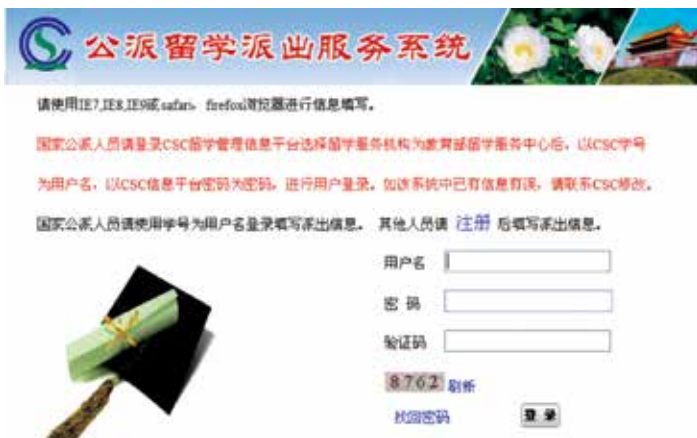 公派留学派出服务系统
请使用IE7,IE8,IE9或safari、firefox浏览器进行信息填写。
国家公派人员请登录CSC留学管理信息平台选择留学服务机构为教育部留学服务中心后，以CSC学号
为用户名，以CSC信息平台密码为密码，进行用户登录。如该系统中已有信息有误，请联系CSC修改。
国家公派人员请使用学号为用户名登录填写派出信息。 其他人员请 注册 后填写派出信息。
用户名
密 码
验证码
8762 刷新
找回密码 登 录